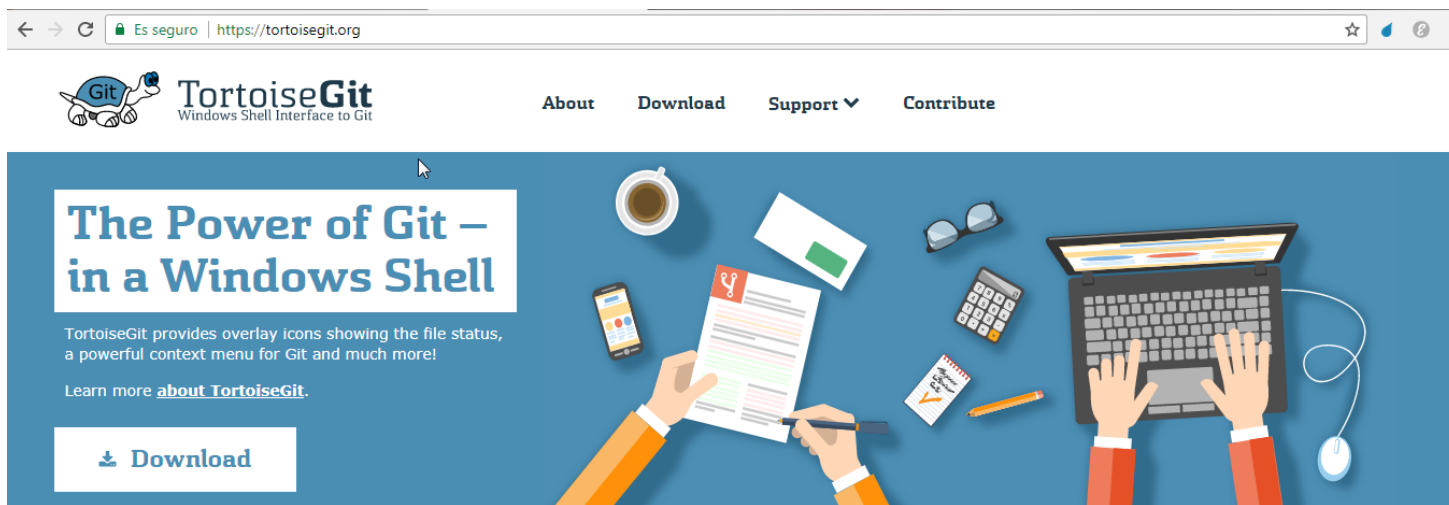 Es seguro | https://tortoisegit.org
Git
TortoiseGit
Windows Shell Interface to Git
About Download Support Contribute
The Power of Git –
in a Windows Shell
TortoiseGit provides overlay icons showing the file status,
a powerful context menu for Git and much more!
Learn more about TortoiseGit.
Download